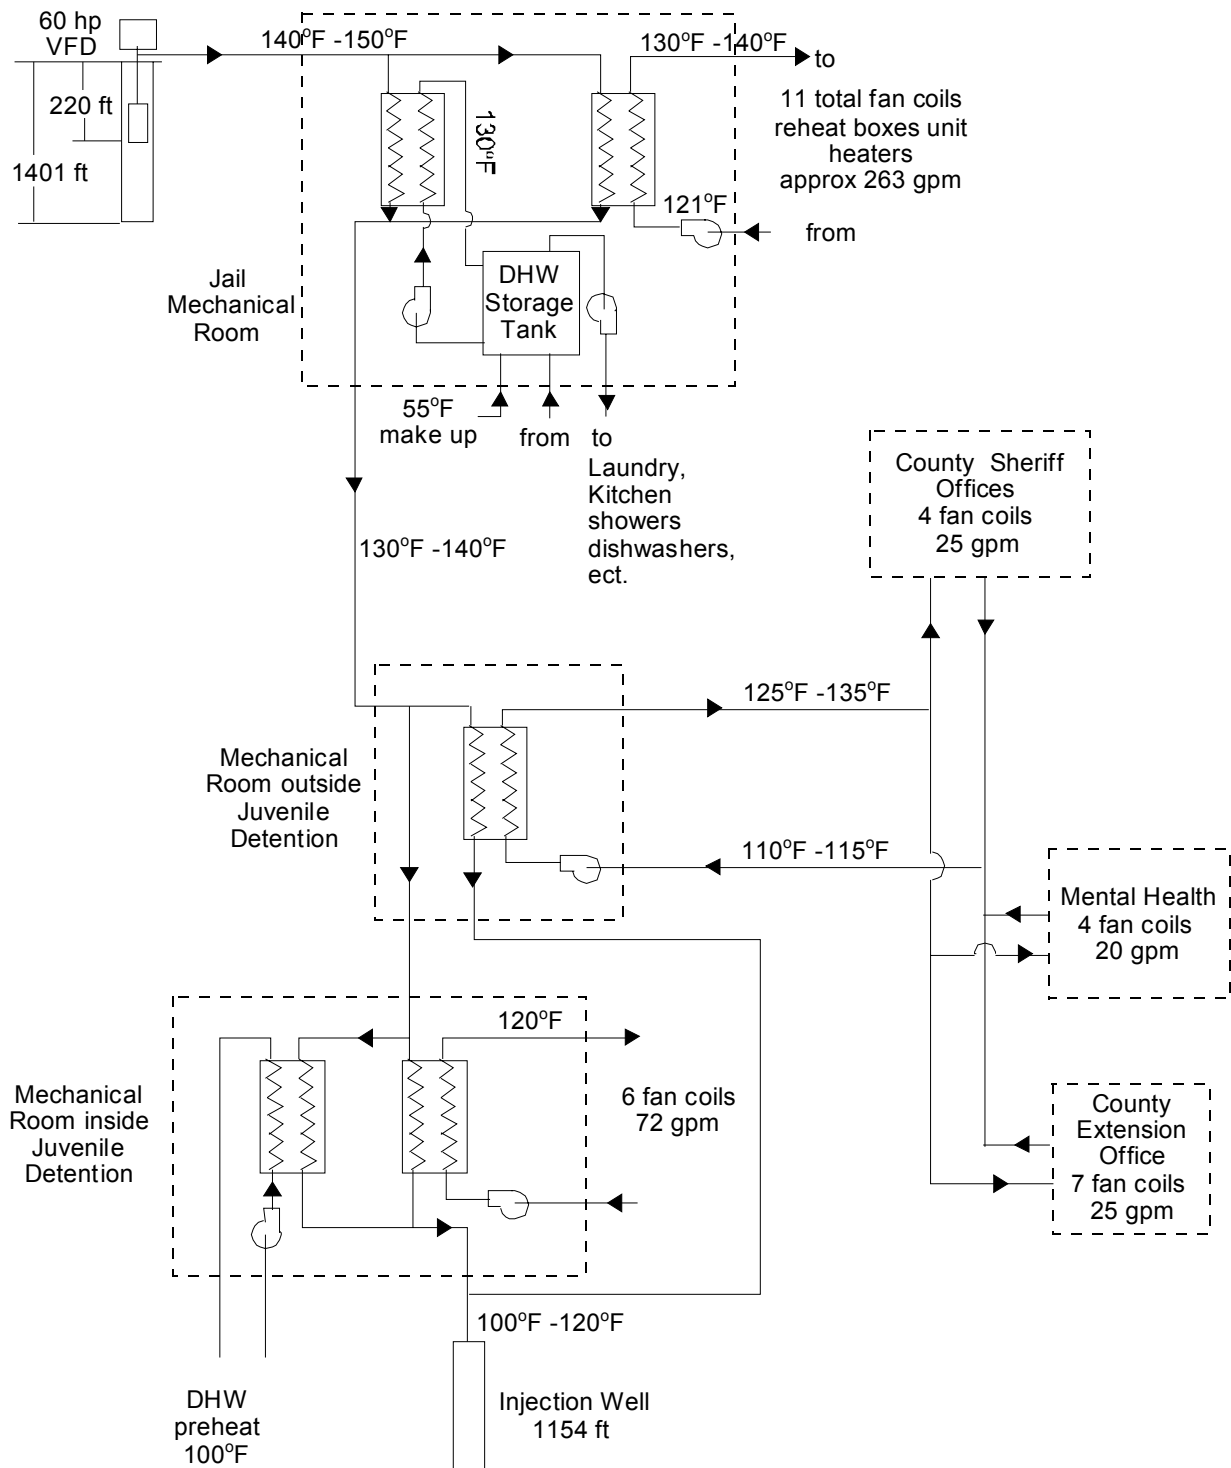 60 hp
VFD
140°F -150°F
130°F -140°F
to
220 ft
1401 ft
130°F
11 total fan coils
reheat boxes unit
heaters
approx 263 gpm
121°F
from
Jail
Mechanical
Room
DHW
Storage
Tank
55°F
make up
from
to
Laundry,
Kitchen
showers
dishwashers,
ect.
County Sheriff
Offices
4 fan coils
25 gpm
130°F -140°F
125°F -135°F
Mechanical
Room outside
Juvenile
Detention
110°F -115°F
Mental Health
4 fan coils
20 gpm
120°F
Mechanical
Room inside
Juvenile
Detention
6 fan coils
72 gpm
County
Extension
Office
7 fan coils
25 gpm
100°F -120°F
DHW
preheat
100°F
Injection Well
1154 ft